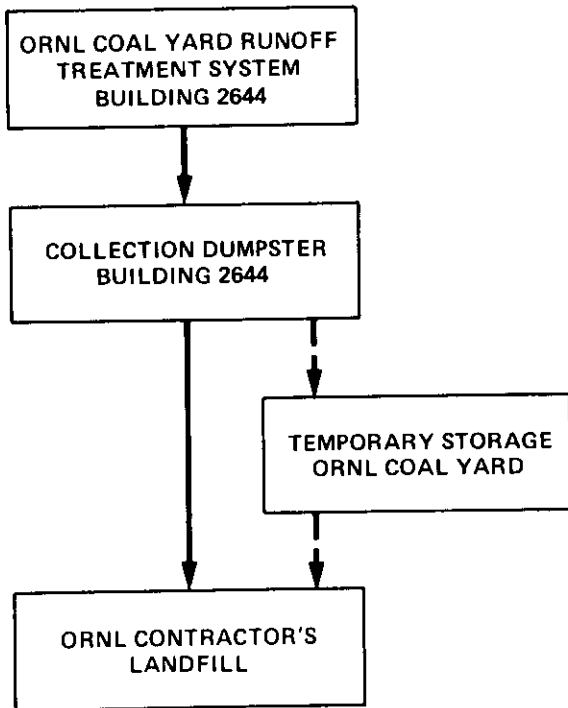 ORNL COAL YARD RUNOFF
TREATMENT SYSTEM
BUILDING 2644
COLLECTION DUMPSTER
BUILDING 2644
TEMPORARY STORAGE
ORNL COAL YARD
ORNL CONTRACTOR'S
LANDFILL